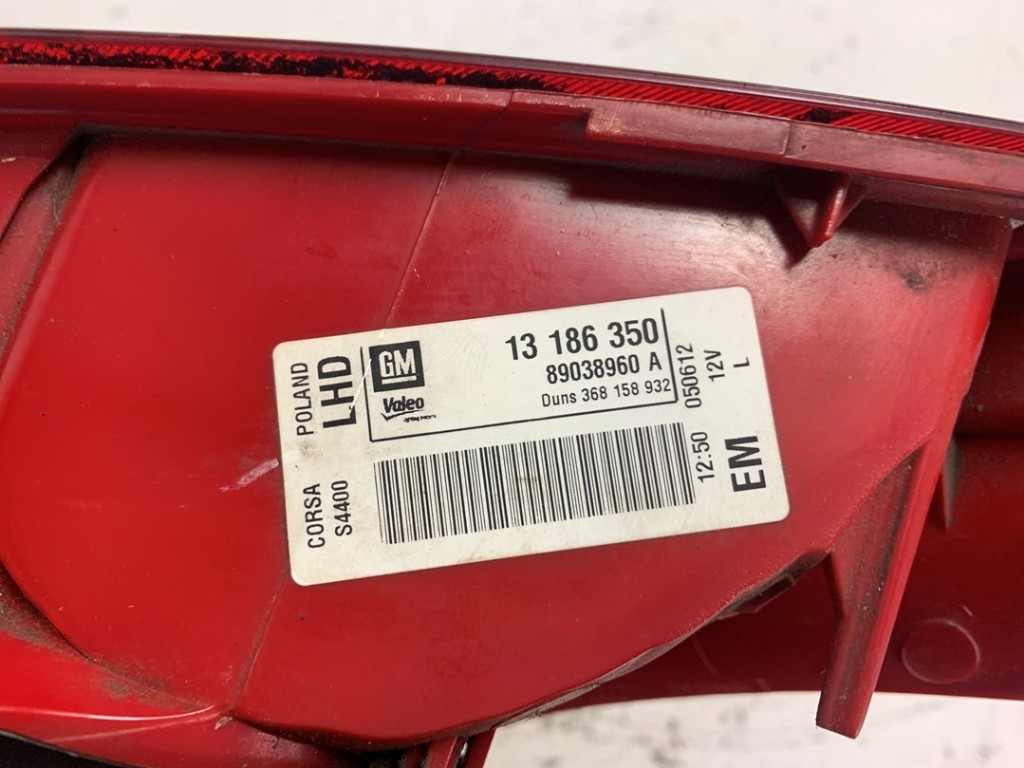 POLAND
LHD
CORSA
S4400
GM
Valeo
13 186 350
89038960 A
Duns 368 158 932
050612
12V
L
12:50
EM